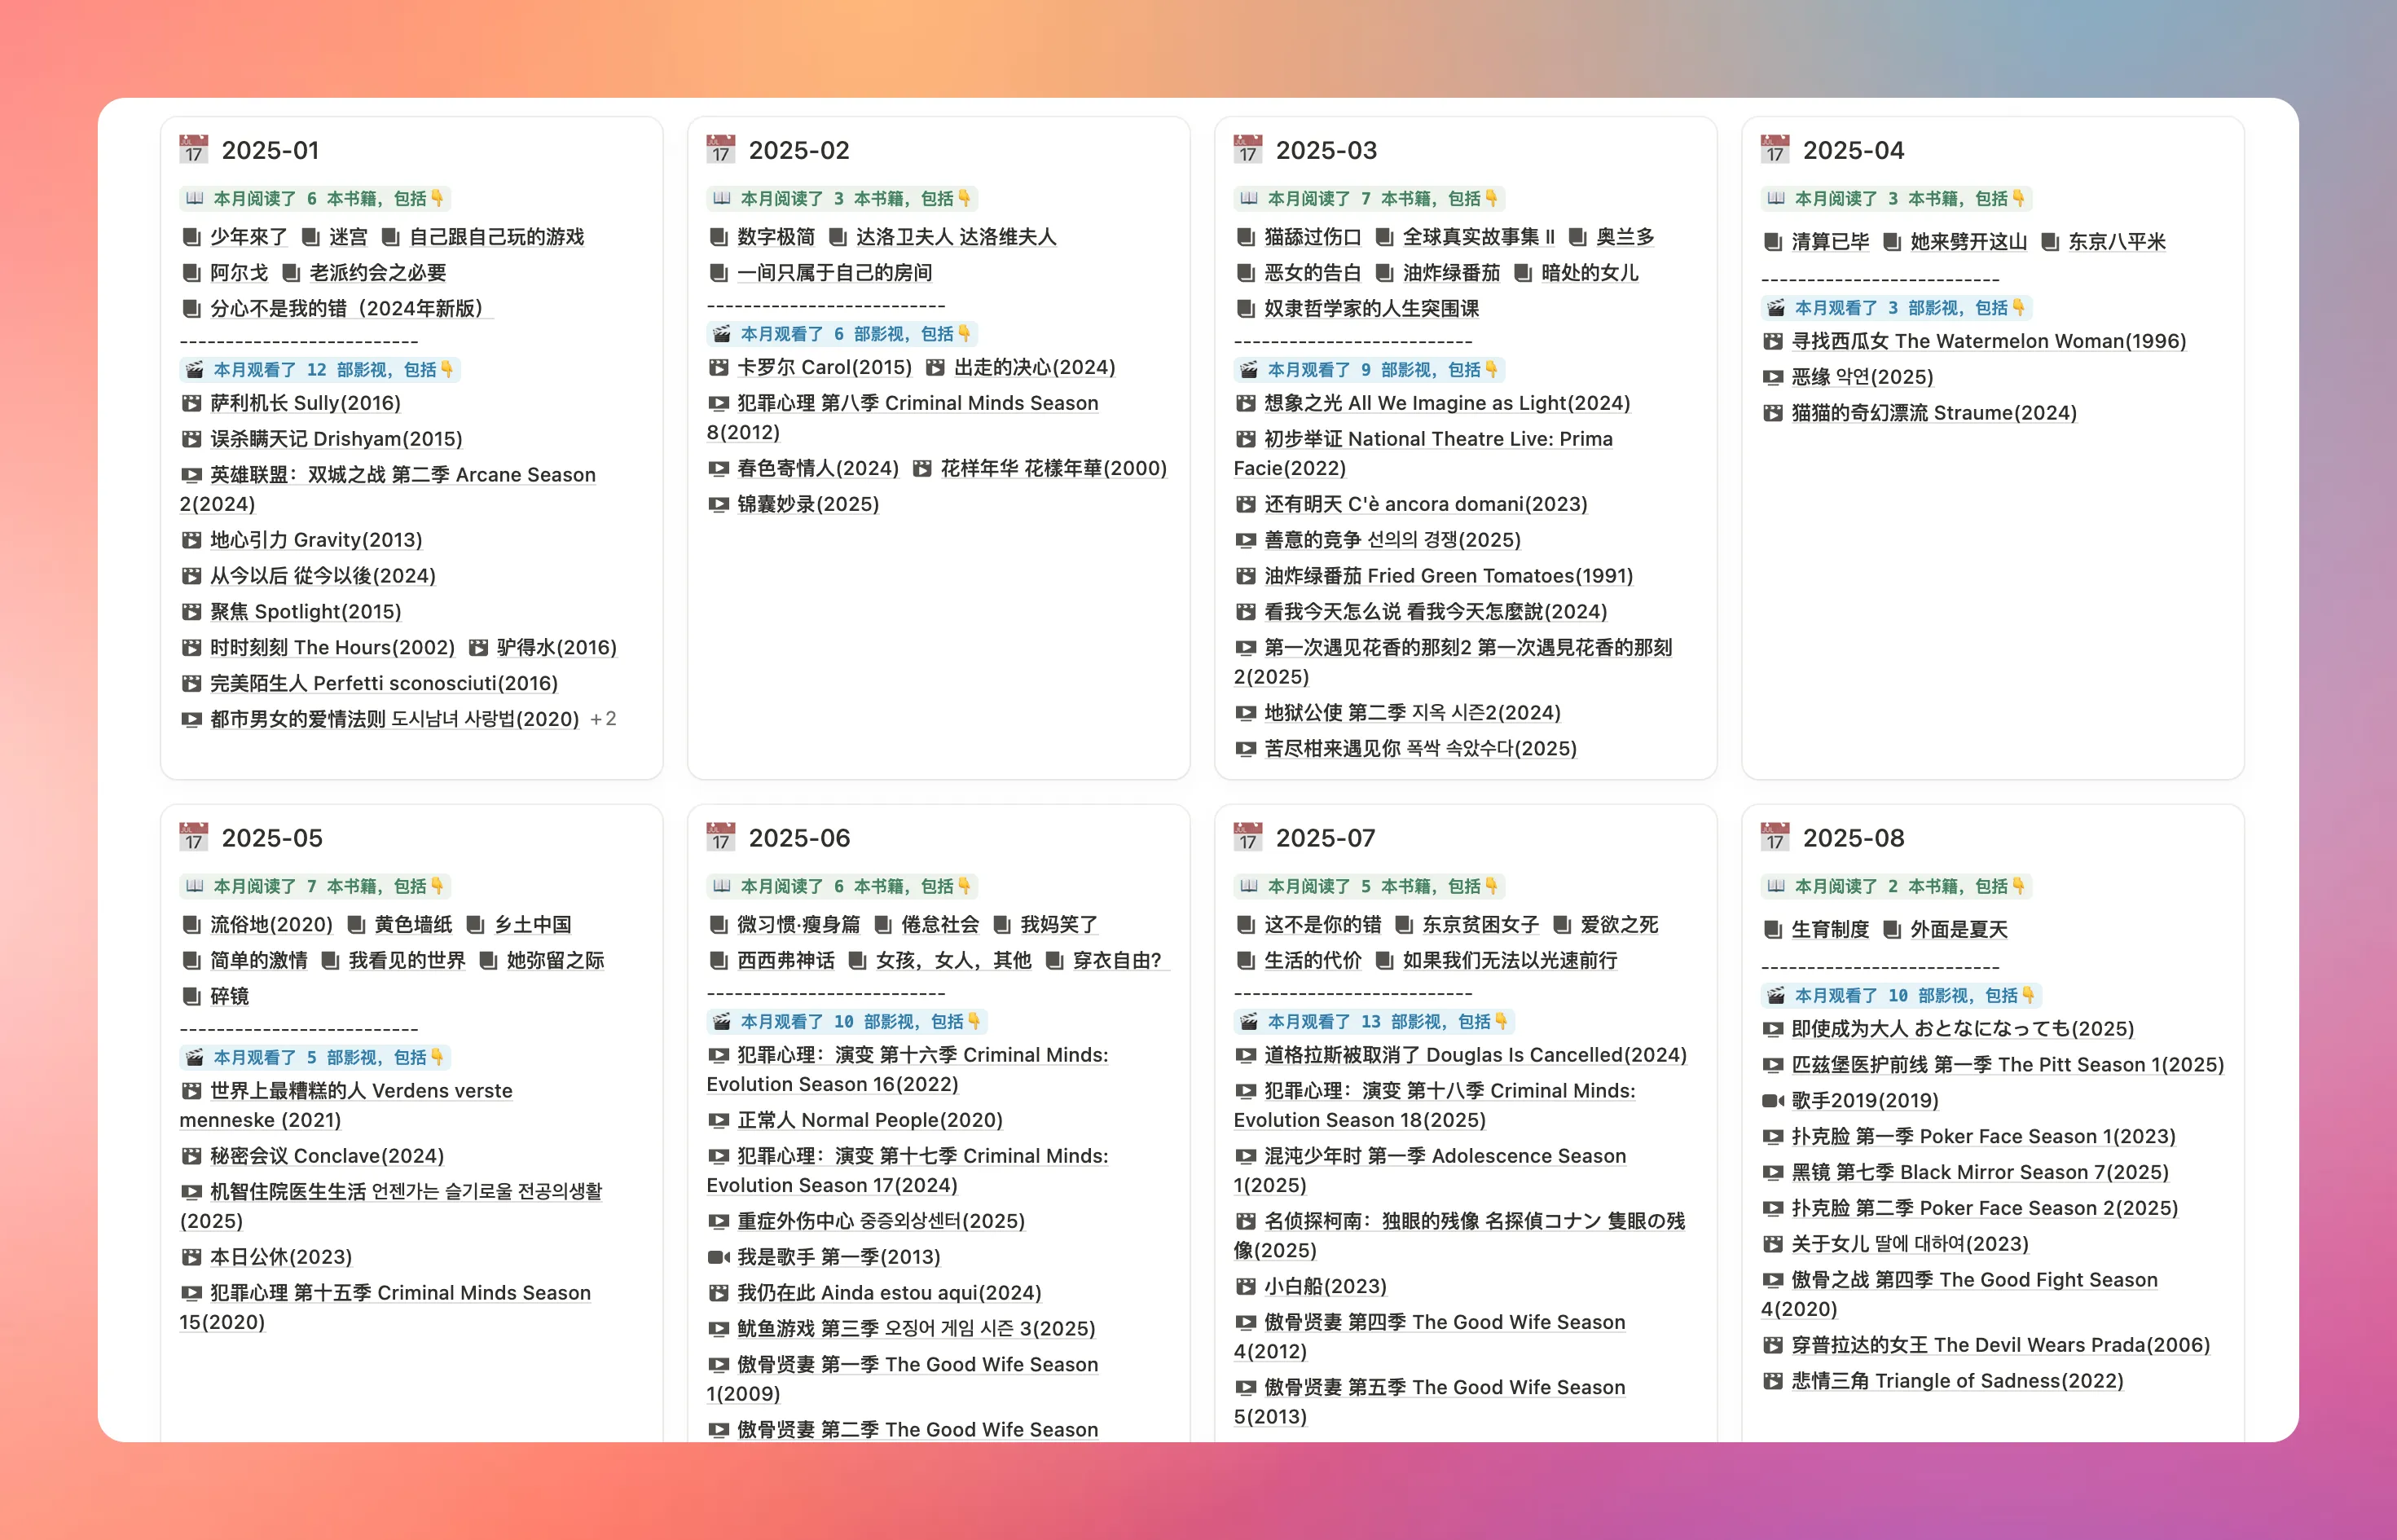 2025-01
本月阅读了 6 本书籍，包括
少年來了 迷宫 自己跟自己玩的游戏
阿尔戈 老派约会之必要
分心不是我的错（2024年新版）
--------------------------
本月观看了 12 部影视，包括
萨利机长 Sully(2016)
误杀瞒天记 Drishyam(2015)
英雄联盟：双城之战 第二季 Arcane Season
2(2024)
地心引力 Gravity(2013)
从今以后 從今以後(2024)
聚焦 Spotlight(2015)
时时刻刻 The Hours(2002) 驴得水(2016)
完美陌生人 Perfetti sconosciuti(2016)
都市男女的爱情法则 도시남녀 사랑법(2020) +2
2025-02
本月阅读了 3 本书籍，包括
数字极简 达洛卫夫人 达洛维夫人
一间只属于自己的房间
--------------------------
本月观看了 6 部影视，包括
卡罗尔 Carol(2015) 出走的决心(2024)
犯罪心理 第八季 Criminal Minds Season
8(2012)
春色寄情人(2024) 花样年华 花樣年華(2000)
锦囊妙录(2025)
2025-03
本月阅读了 7 本书籍，包括
猫舔过伤口 全球真实故事集 II 奥兰多
恶女的告白 油炸绿番茄 暗处的女儿
奴隶哲学家的人生突围课
--------------------------
本月观看了 9 部影视，包括
想象之光 All We Imagine as Light(2024)
初步举证 National Theatre Live: Prima
Facie(2022)
还有明天 C'è ancora domani(2023)
善意的竞争 선의의 경쟁(2025)
油炸绿番茄 Fried Green Tomatoes(1991)
看我今天怎么说 看我今天怎麼說(2024)
第一次遇见花香的那刻2 第一次遇見花香的那刻
2(2025)
地狱公使 第二季 지옥 시즌2(2024)
苦尽柑来遇见你 폭싹 속았수다(2025)
2025-04
本月阅读了 3 本书籍，包括
清算已毕 她来劈开这山 东京八平米
--------------------------
本月观看了 3 部影视，包括
寻找西瓜女 The Watermelon Woman(1996)
恶缘 악연(2025)
猫猫的奇幻漂流 Straume(2024)
2025-05
本月阅读了 7 本书籍，包括
流俗地(2020) 黄色墙纸 乡土中国
简单的激情 我看见的世界 她弥留之际
碎镜
--------------------------
本月观看了 5 部影视，包括
世界上最糟糕的人 Verdens verste
menneske (2021)
秘密会议 Conclave(2024)
机智住院医生生活 언젠가는 슬기로울 전공의생활
(2025)
本日公休(2023)
犯罪心理 第十五季 Criminal Minds Season
15(2020)
2025-06
本月阅读了 6 本书籍，包括
微习惯·瘦身篇 倦怠社会 我妈笑了
西西弗神话 女孩，女人，其他 穿衣自由？
--------------------------
本月观看了 10 部影视，包括
犯罪心理：演变 第十六季 Criminal Minds:
Evolution Season 16(2022)
正常人 Normal People(2020)
犯罪心理：演变 第十七季 Criminal Minds:
Evolution Season 17(2024)
重症外伤中心 중증외상센터(2025)
我是歌手 第一季(2013)
我仍在此 Ainda estou aqui(2024)
鱿鱼游戏 第三季 오징어 게임 시즌 3(2025)
傲骨贤妻 第一季 The Good Wife Season
1(2009)
傲骨贤妻 第二季 The Good Wife Season
2025-07
本月阅读了 5 本书籍，包括
这不是你的错 东京贫困女子 爱欲之死
生活的代价 如果我们无法以光速前行
--------------------------
本月观看了 13 部影视，包括
道格拉斯被取消了 Douglas Is Cancelled(2024)
犯罪心理：演变 第十八季 Criminal Minds:
Evolution Season 18(2025)
混沌少年时 第一季 Adolescence Season
1(2025)
名侦探柯南：独眼的残像 名探偵コナン 隻眼の残
像(2025)
小白船(2023)
傲骨贤妻 第四季 The Good Wife Season
4(2012)
傲骨贤妻 第五季 The Good Wife Season
5(2013)
2025-08
本月阅读了 2 本书籍，包括
生育制度 外面是夏天
--------------------------
本月观看了 10 部影视，包括
即使成为大人 おとなになっても(2025)
匹兹堡医护前线 第一季 The Pitt Season 1(2025)
歌手2019(2019)
扑克脸 第一季 Poker Face Season 1(2023)
黑镜 第七季 Black Mirror Season 7(2025)
扑克脸 第二季 Poker Face Season 2(2025)
关于女儿 딸에 대하여(2023)
傲骨之战 第四季 The Good Fight Season
4(2020)
穿普拉达的女王 The Devil Wears Prada(2006)
悲情三角 Triangle of Sadness(2022)